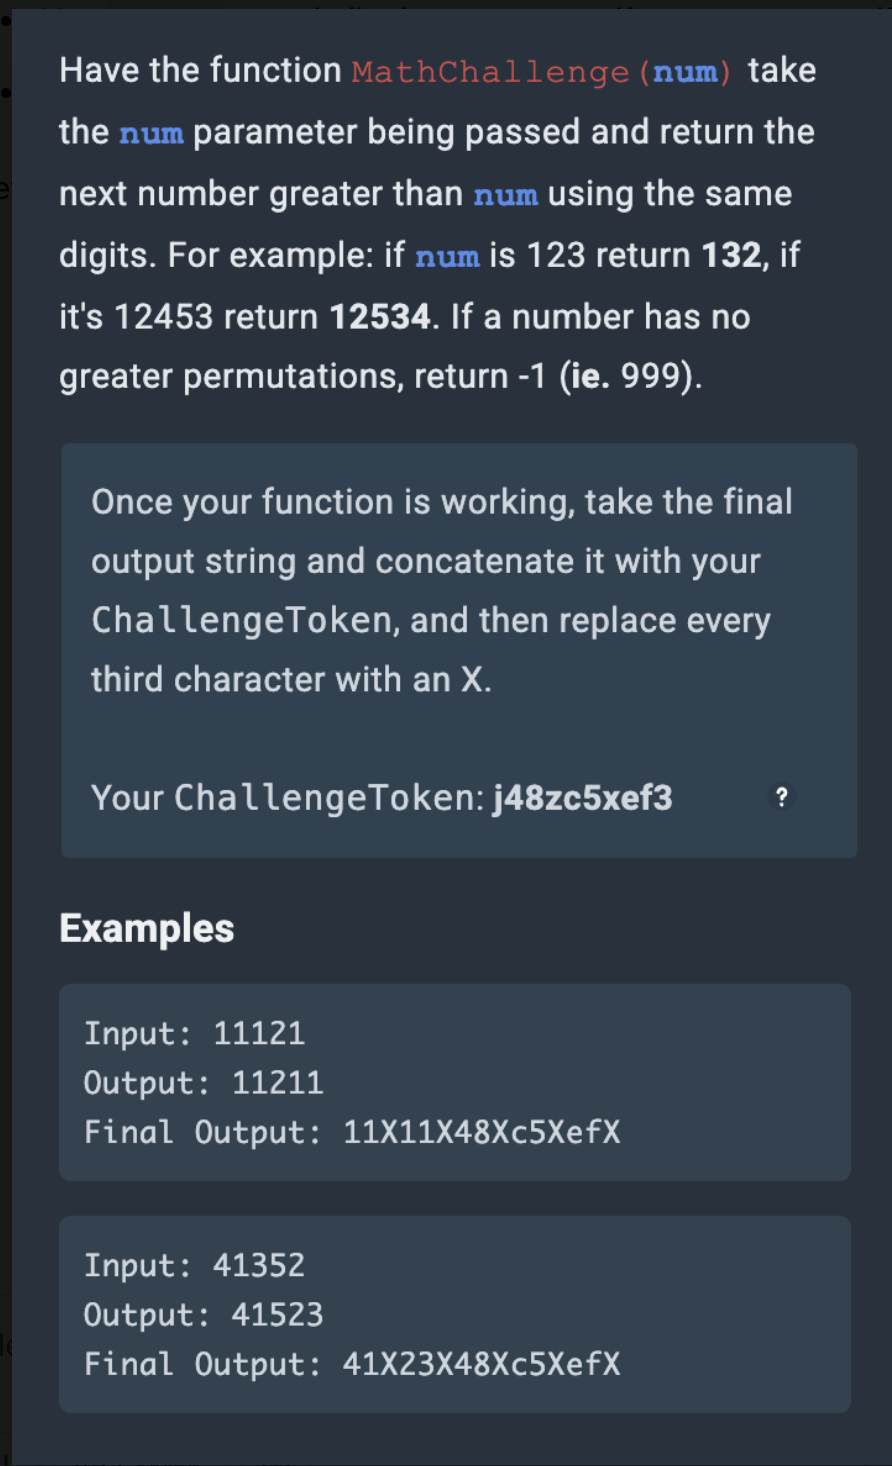 Have the function MathChallenge(num) take
the num parameter being passed and return the
next number greater than num using the same
digits. For example: if num is 123 return 132, if
it's 12453 return 12534. If a number has no
greater permutations, return -1 (ie. 999).
Once your function is working, take the final
output string and concatenate it with your
ChallengeToken, and then replace every
third character with an X.
Your ChallengeToken: j48zc5xef3 ?
Examples
Input: 11121
Output: 11211
Final Output: 11X11X48Xc5XefX
Input: 41352
Output: 41523
Final Output: 41X23X48Xc5XefX